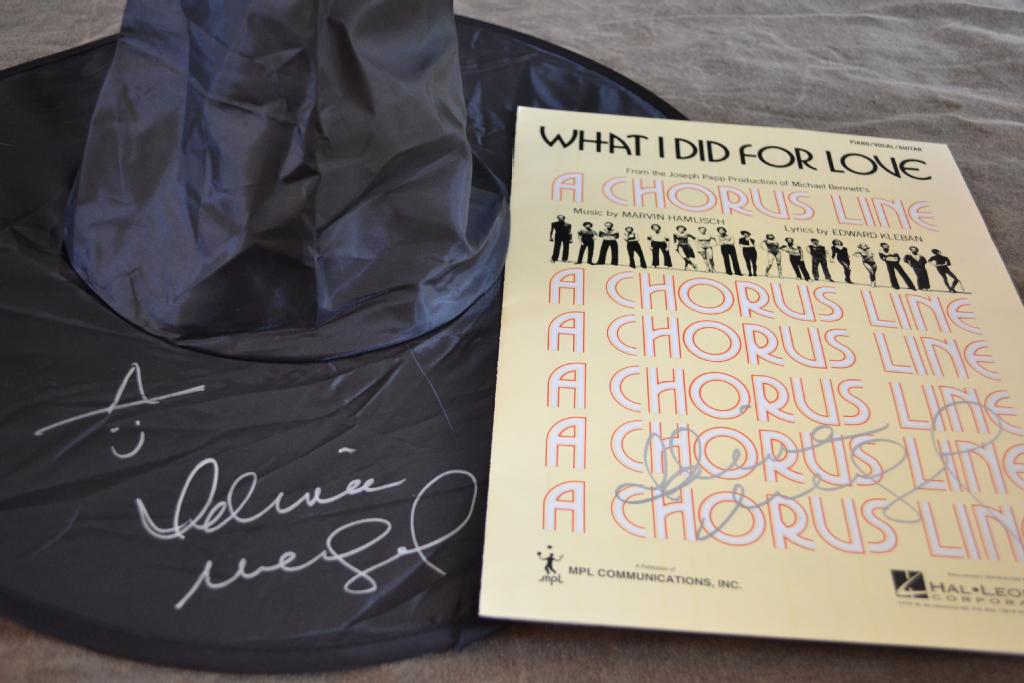 PIANO/VOCAL/GUITAR
WHAT I DID FOR LOVE
From the Joseph Papp Production of Michael Bennett's
A CHORUS LINE
Music by MARVIN HAMLISCH
Lyrics by EDWARD KLEBAN
A CHORUS LINE
A CHORUS LINE
A CHORUS LINE
A CHORUS LINE
A CHORUS LIN
A Publication of
mpL
MPL COMMUNICATIONS, INC.
HAL•LEO
CORPORA